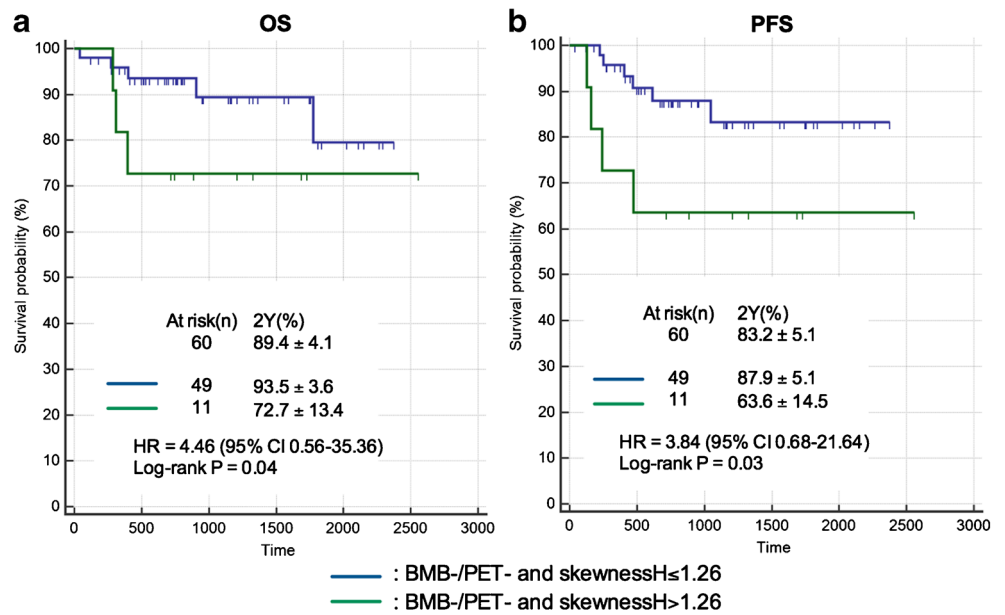 a
OS
Survival probability (%)
100
90
80
70
60
50
40
30
20
10
0
At risk(n) 2Y(%)
60 89.4 ± 4.1
49 93.5 ± 3.6
11 72.7 ± 13.4
HR = 4.46 (95% CI 0.56-35.36)
Log-rank P = 0.04
0 500 1000 1500 2000 2500 3000
Time
b
PFS
Survival probability (%)
100
90
80
70
60
50
40
30
20
10
0
At risk(n) 2Y(%)
60 83.2 ± 5.1
49 87.9 ± 5.1
11 63.6 ± 14.5
HR = 3.84 (95% CI 0.68-21.64)
Log-rank P = 0.03
0 500 1000 1500 2000 2500 3000
Time
: BMB-/PET- and skewnessH≤1.26
: BMB-/PET- and skewnessH>1.26